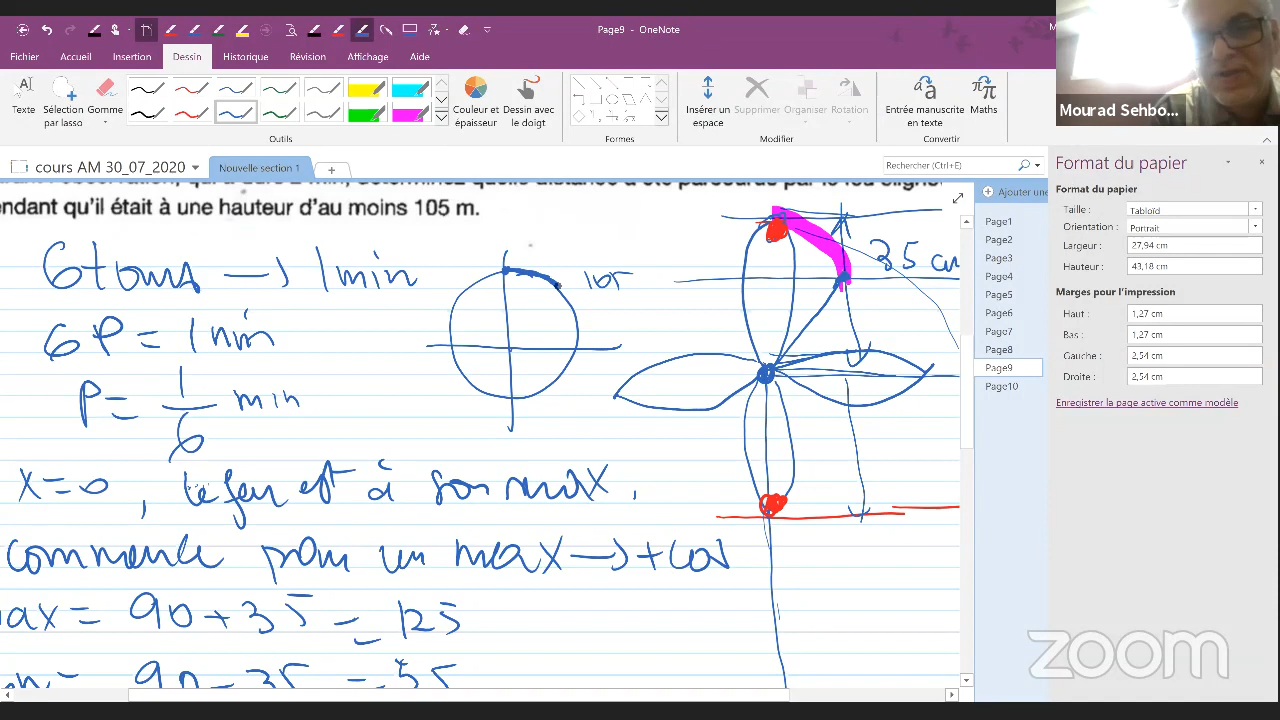 Page9 - OneNote
Fichier
Accueil
Insertion
Dessin
Historique
Révision
Affichage
Aide
Texte
Sélection par lasso
Gomme
Couleur et épaisseur
Dessin avec le doigt
Insérer un espace
Supprimer
Organiser
Rotation
Entrée manuscrite en texte
Maths
Outils
Formes
Modifier
Convertir
Mourad Sehbo...
cours AM 30_07_2020
Nouvelle section 1
Rechercher (Ctrl+E)
Ajouter une
Page1
Page2
Page3
Page4
Page5
Page6
Page7
Page8
Page9
Page10
Format du papier
Format du papier
Taille : Tabloïd
Orientation : Portrait
Largeur : 27,94 cm
Hauteur : 43,18 cm
Marges pour l'impression
Haut : 1,27 cm
Bas : 1,27 cm
Gauche : 2,54 cm
Droite : 2,54 cm
Enregistrer la page active comme modèle
endant qu'il était à une hauteur d'au moins 105 m.
6 tours → 1 min
6P = 1 min
P = 1/6 min
105
35 cm
x=0, le feu est à son max.
commence pour un max → + cos
ax = 90 + 35 = 125
90 - 35 = 55
zoom